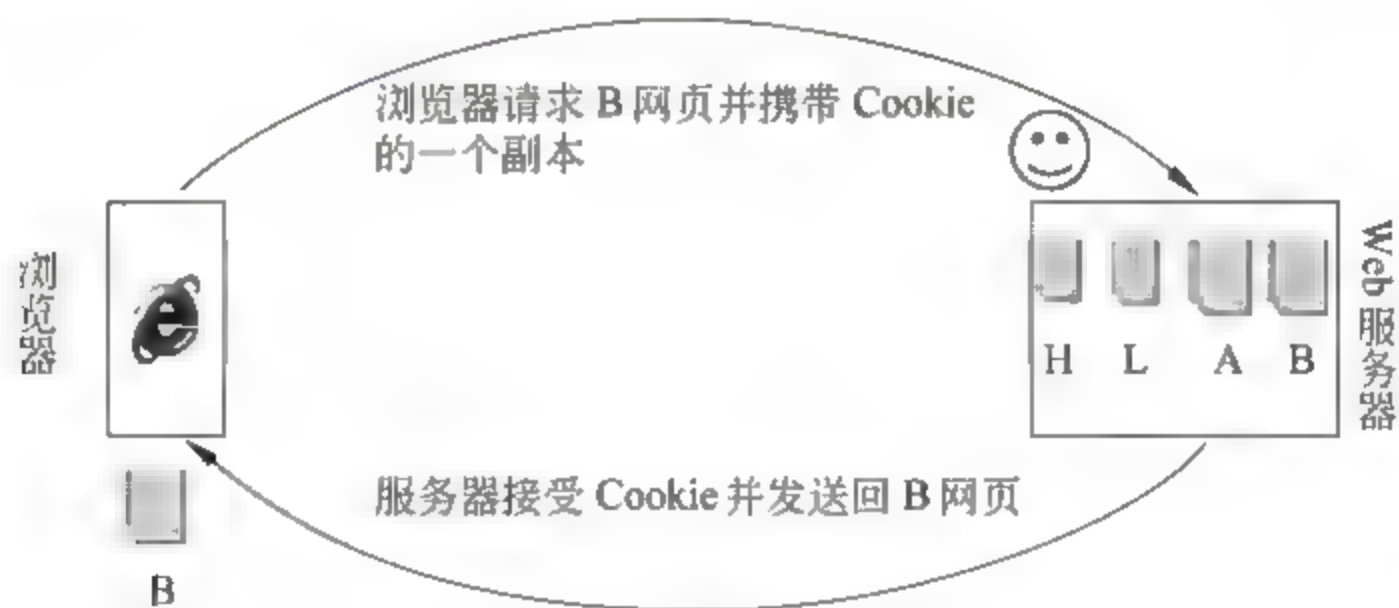 浏览器请求 B 网页并携带 Cookie
的一个副本
浏览器
H L A B
Web 服务器
服务器接受 Cookie 并发送回 B 网页
B